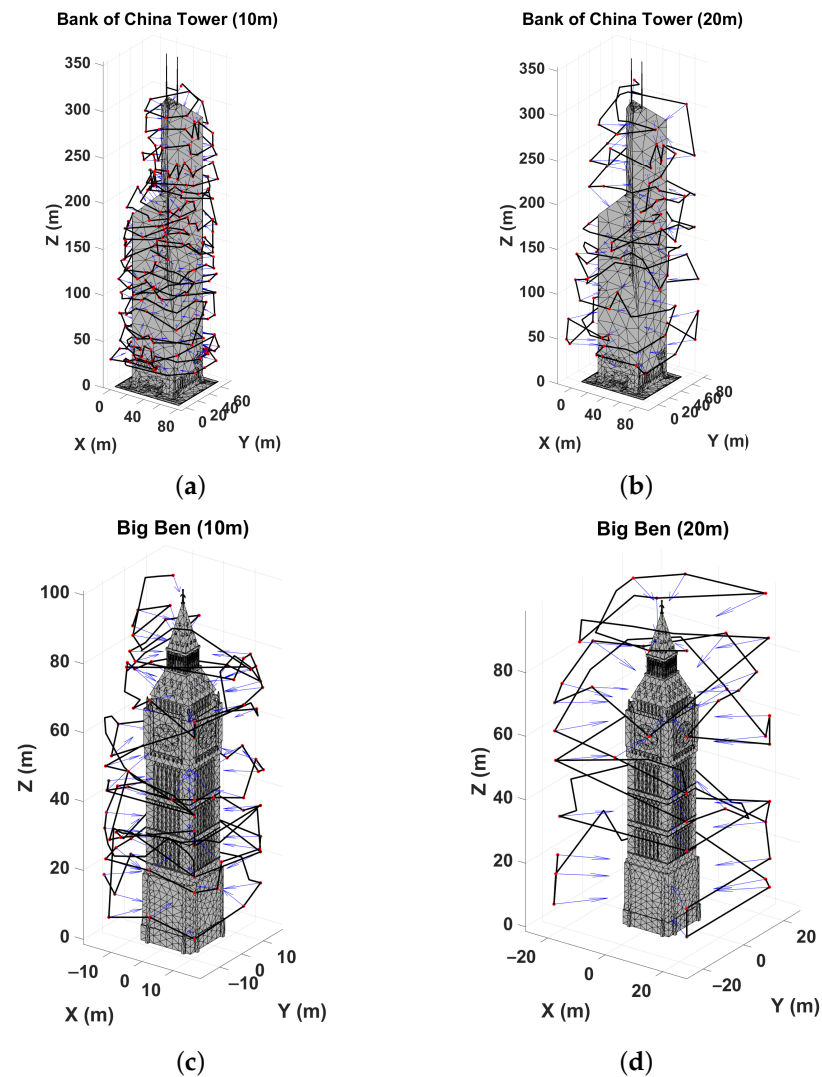 Bank of China Tower (10m)
350
300
250
200
150
100
50
0
Z (m)
0
40
80
X (m)
0
20
40
60
Y (m)
(a)
Bank of China Tower (20m)
350
300
250
200
150
100
50
0
Z (m)
0
40
80
X (m)
0
20
40
60
80
Y (m)
(b)
Big Ben (10m)
100
80
60
40
20
0
Z (m)
−10
0
10
X (m)
−10
0
10
Y (m)
(c)
Big Ben (20m)
80
60
40
20
0
Z (m)
−20
0
20
X (m)
−20
0
20
Y (m)
(d)